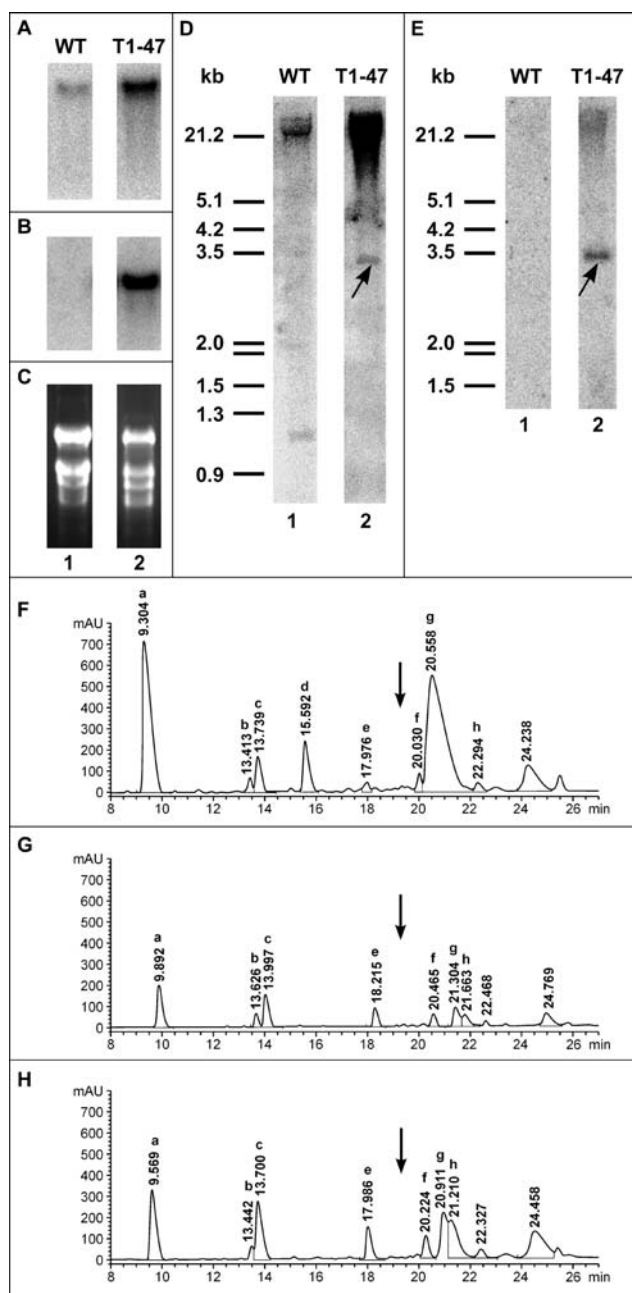 A
WT T1-47
B
C
1 2
D
kb WT T1-47
21.2
5.1
4.2
3.5
2.0
1.5
1.3
0.9
1 2
E
kb WT T1-47
21.2
5.1
4.2
3.5
2.0
1.5
1 2
F
mAU
700
600
500
400
300
200
100
0
a 9.304
b 13.413
c 13.739
d 15.592
e 17.976
f 20.030
g 20.558
h 22.294
24.238
8 10 12 14 16 18 20 22 24 26 min
G
mAU
700
600
500
400
300
200
100
0
a 9.892
b 13.626
c 13.997
e 18.215
f 20.465
g 21.304
h 21.663
22.468
24.769
8 10 12 14 16 18 20 22 24 26 min
H
mAU
700
600
500
400
300
200
100
0
a 9.569
b 13.442
c 13.700
e 17.986
f 20.224
g 20.911
h 21.210
22.327
24.458
8 10 12 14 16 18 20 22 24 26 min